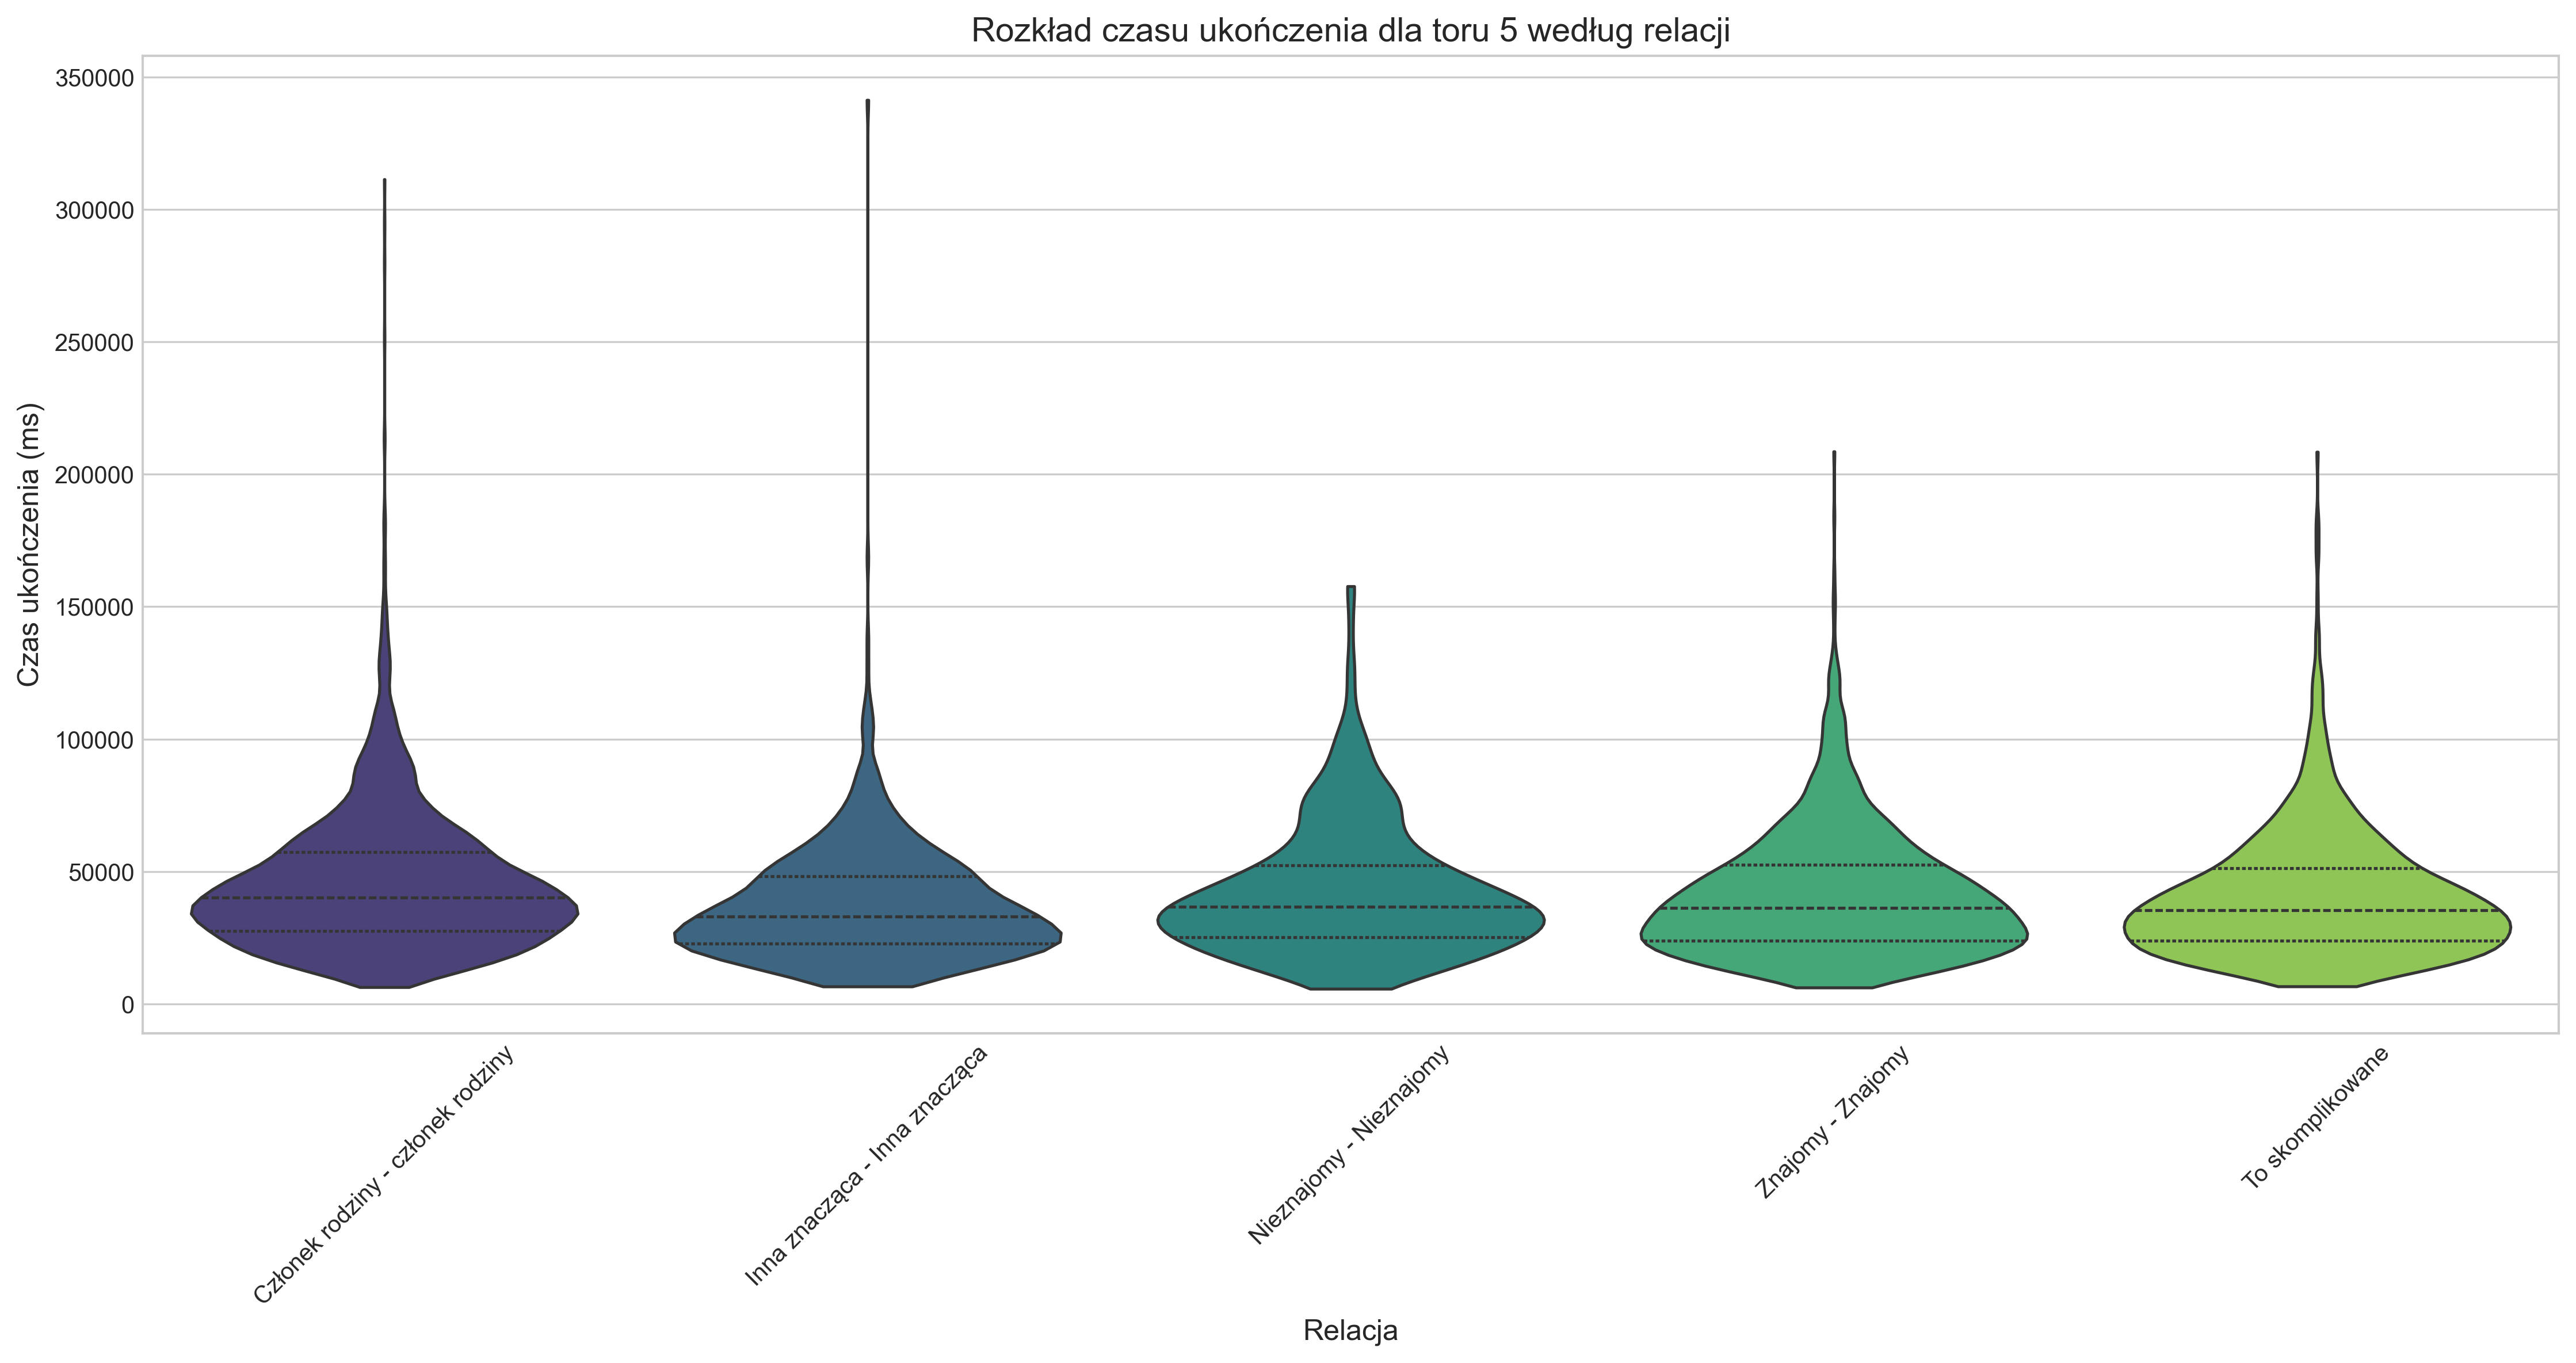 Rozkład czasu ukończenia dla toru 5 według relacji
Czas ukończenia (ms)
350000
300000
250000
200000
150000
100000
50000
0
Członek rodziny - członek rodziny
Inna znacząca - Inna znacząca
Nieznajomy - Nieznajomy
Znajomy - Znajomy
To skomplikowane
Relacja